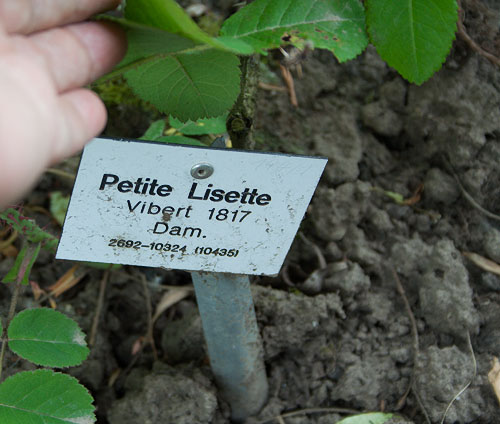 Petite Lisette
Vibert 1817
Dam.
2692-10324 (10435)